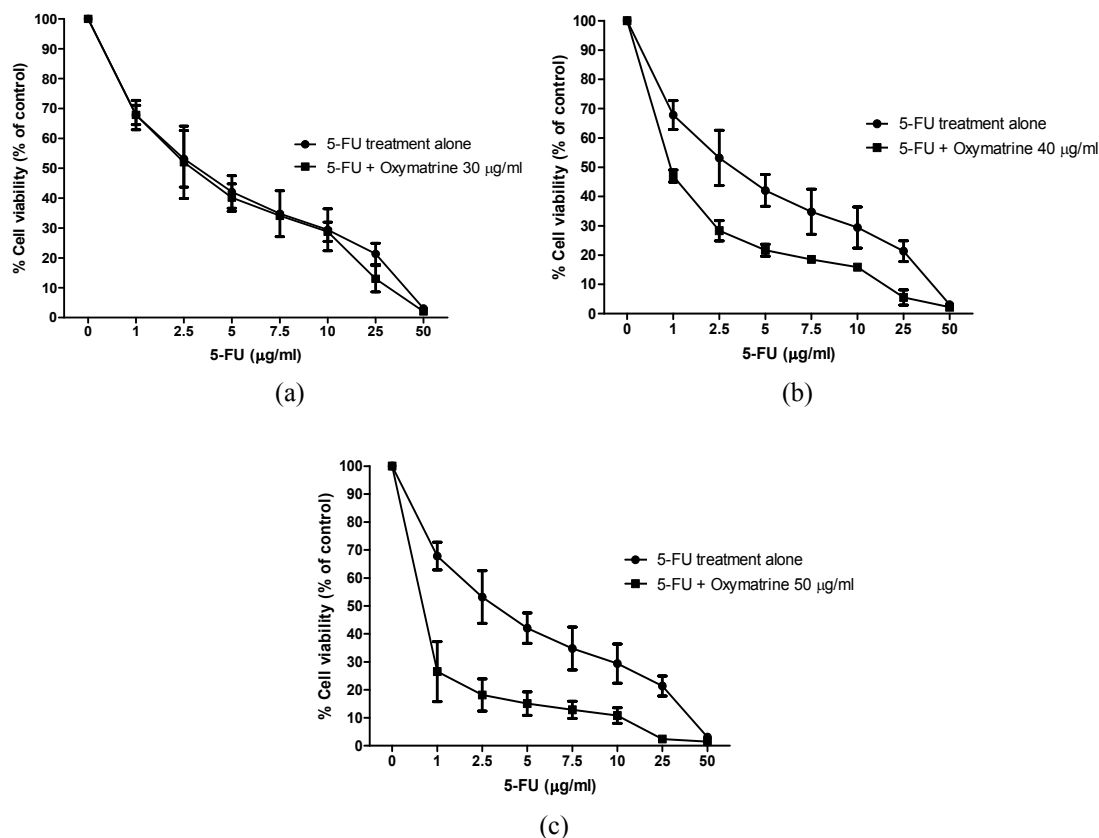 100
90
80
70
60
50
40
30
20
10
0
% Cell viability (% of control)
5-FU treatment alone
5-FU + Oxymatrine 30 μg/ml
0 1 2.5 5 7.5 10 25 50
5-FU (μg/ml)
(a)
100
90
80
70
60
50
40
30
20
10
0
% Cell viability (% of control)
5-FU treatment alone
5-FU + Oxymatrine 40 μg/ml
0 1 2.5 5 7.5 10 25 50
5-FU (μg/ml)
(b)
100
90
80
70
60
50
40
30
20
10
0
% Cell viability (% of control)
5-FU treatment alone
5-FU + Oxymatrine 50 μg/ml
0 1 2.5 5 7.5 10 25 50
5-FU (μg/ml)
(c)